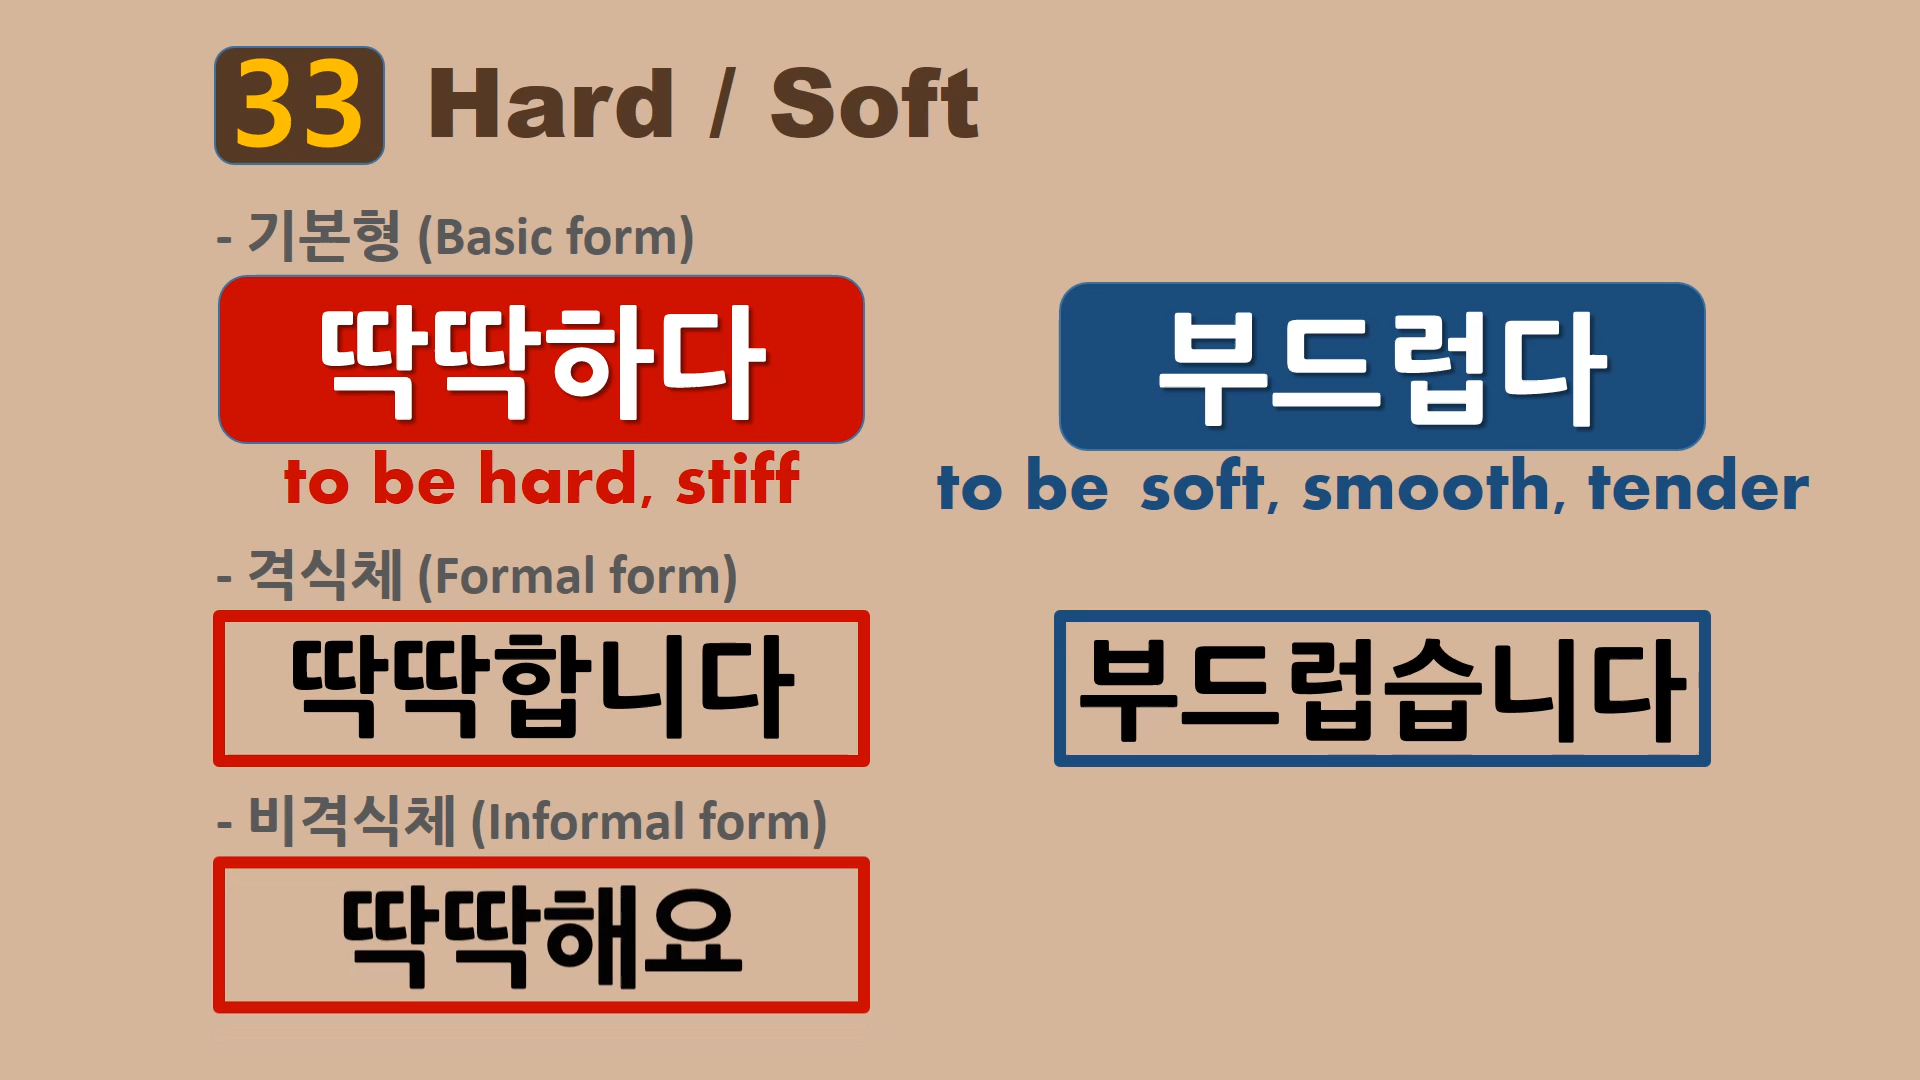 33 Hard / Soft
- 기본형 (Basic form)
딱딱하다 부드럽다
to be hard, stiff to be soft, smooth, tender
- 격식체 (Formal form)
딱딱합니다 부드럽습니다
- 비격식체 (Informal form)
딱딱해요